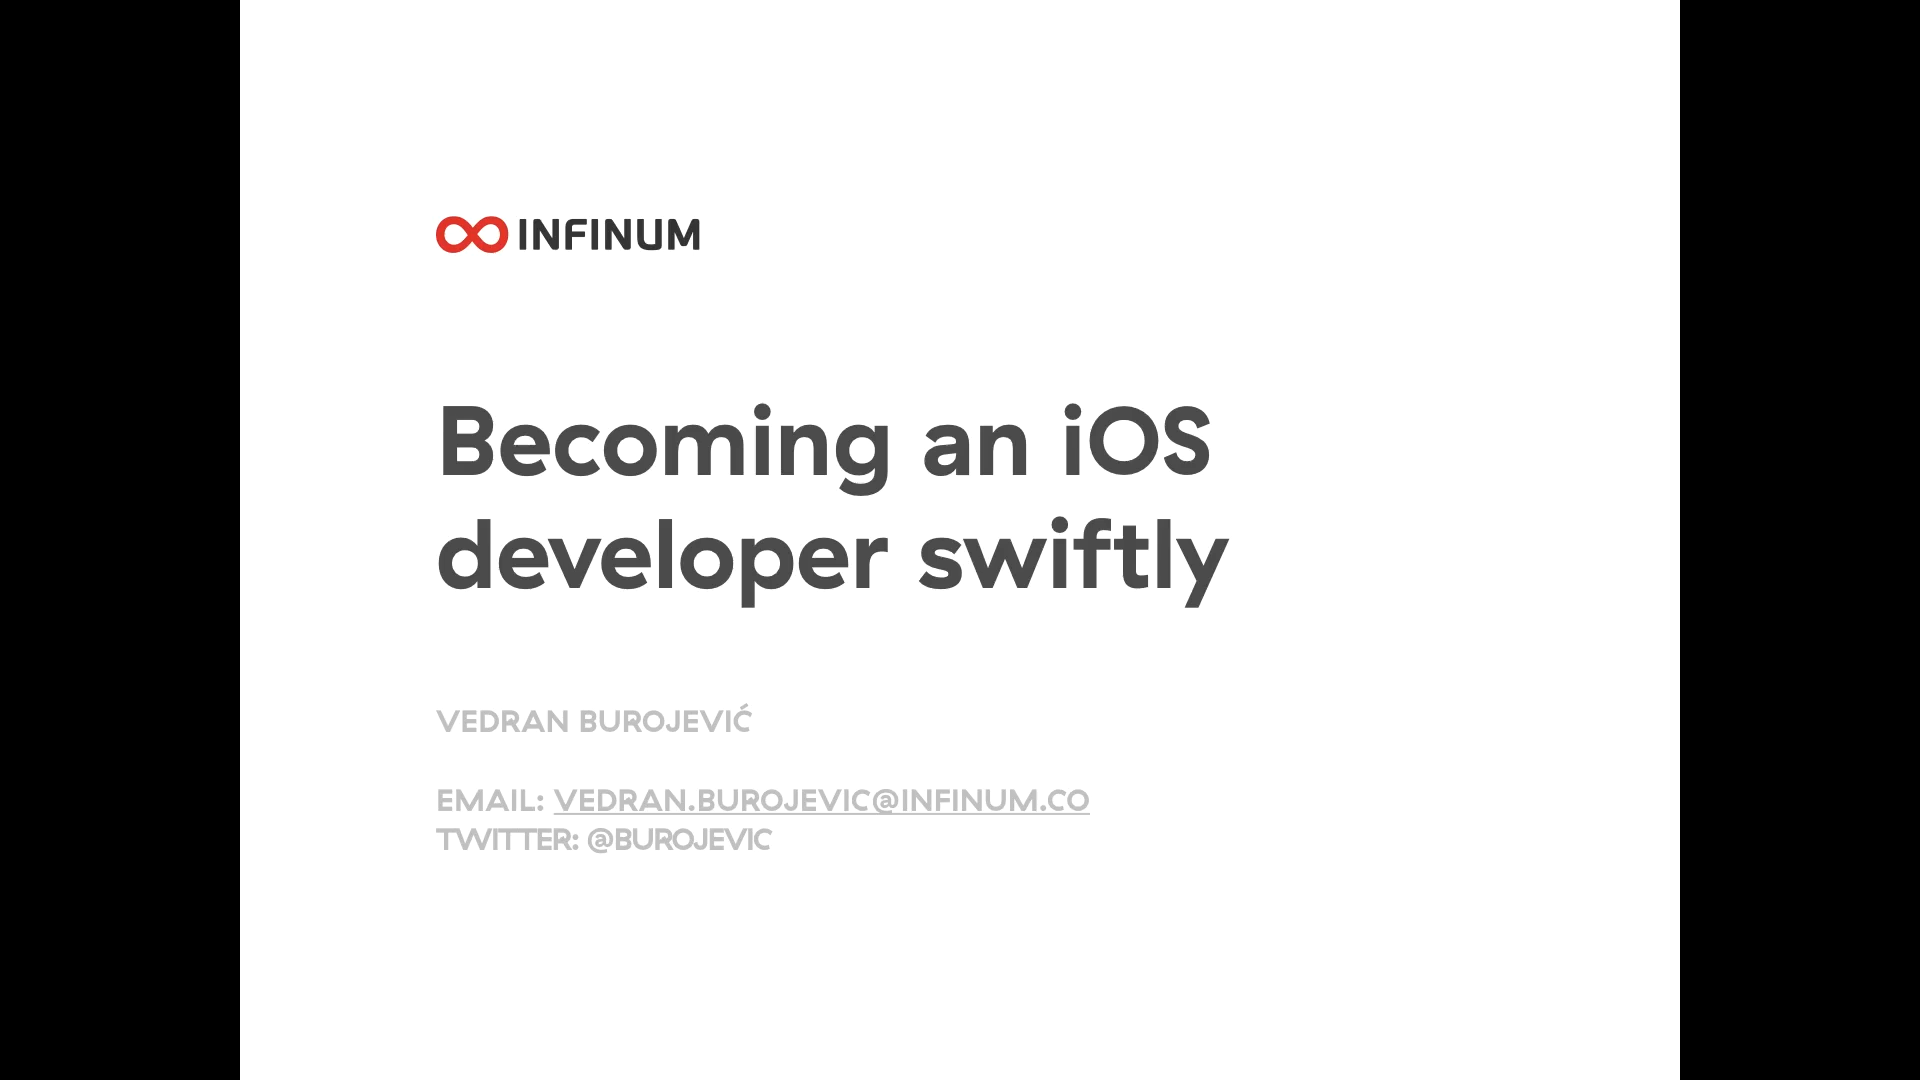 INFINUM
Becoming an iOS
developer swiftly
VEDRAN BUROJEVIĆ
EMAIL: VEDRAN.BUROJEVIC@INFINUM.CO
TWITTER: @BUROJEVIC